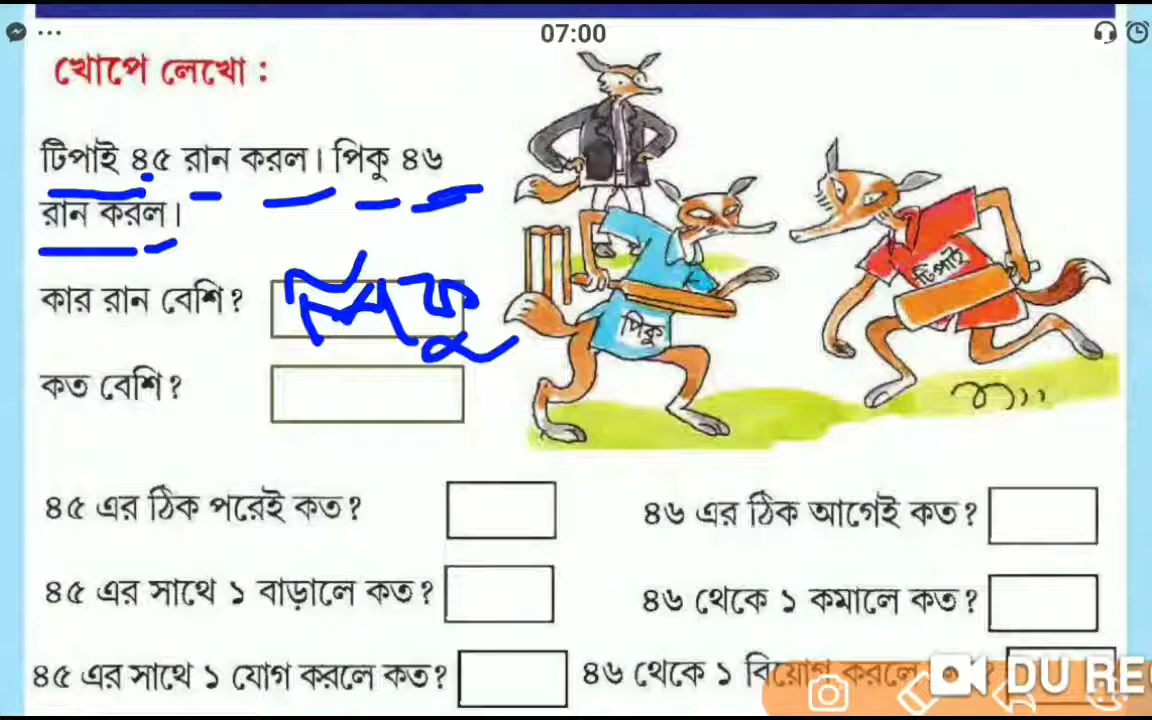 07:00
খোপে লেখো :
টিপাই ৪৫ রান করল। পিকু ৪৬
রান করল।
কার রান বেশি? পিকু
কত বেশি?
পিকু
টিপাই
৪৫ এর ঠিক পরেই কত?
৪৬ এর ঠিক আগেই কত?
৪৫ এর সাথে ১ বাড়ালে কত?
৪৬ থেকে ১ কমালে কত?
৪৫ এর সাথে ১ যোগ করলে কত?
৪৬ থেকে ১ বিয়োগ করলে
DU REC